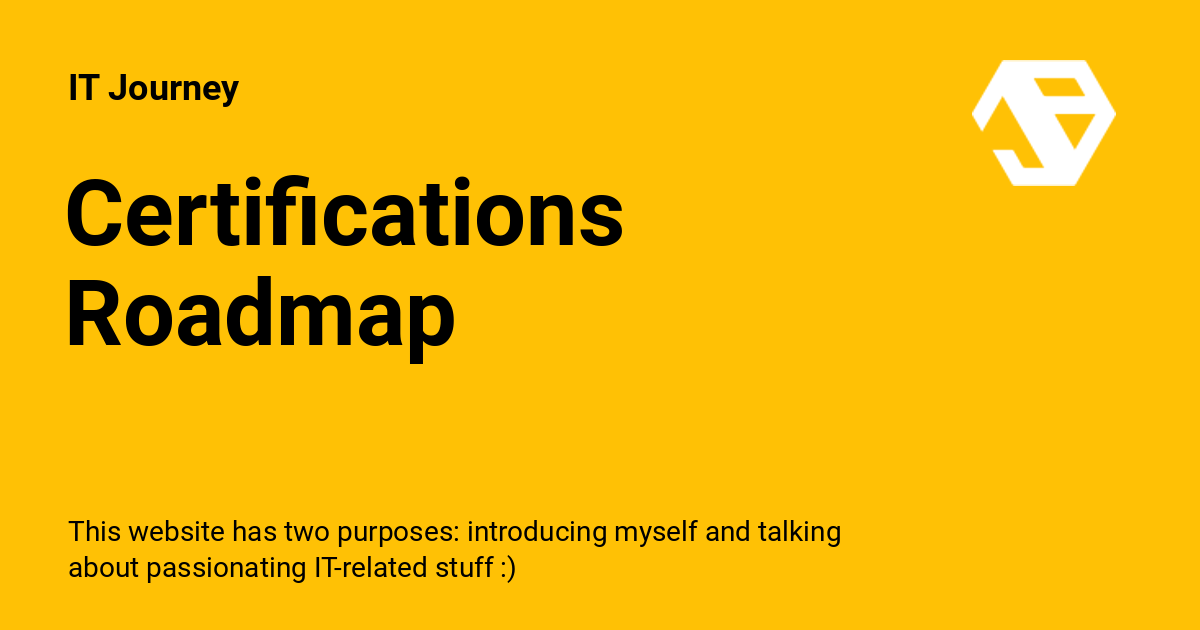 IT Journey
Certifications
Roadmap
This website has two purposes: introducing myself and talking
about passionating IT-related stuff :)